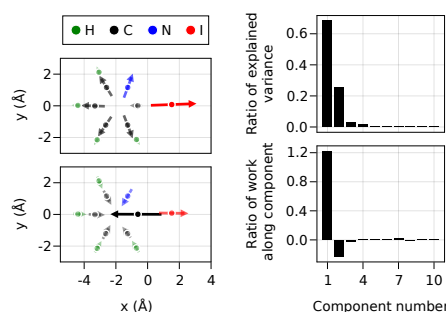 H C N I
y (Å)
2
0
−2
y (Å)
2
0
−2
−4 −2 0 2 4
x (Å)
Ratio of explained
variance
0.6
0.4
0.2
0.0
Ratio of work
along component
1.2
0.8
0.4
0.0
1 4 7 10
Component number